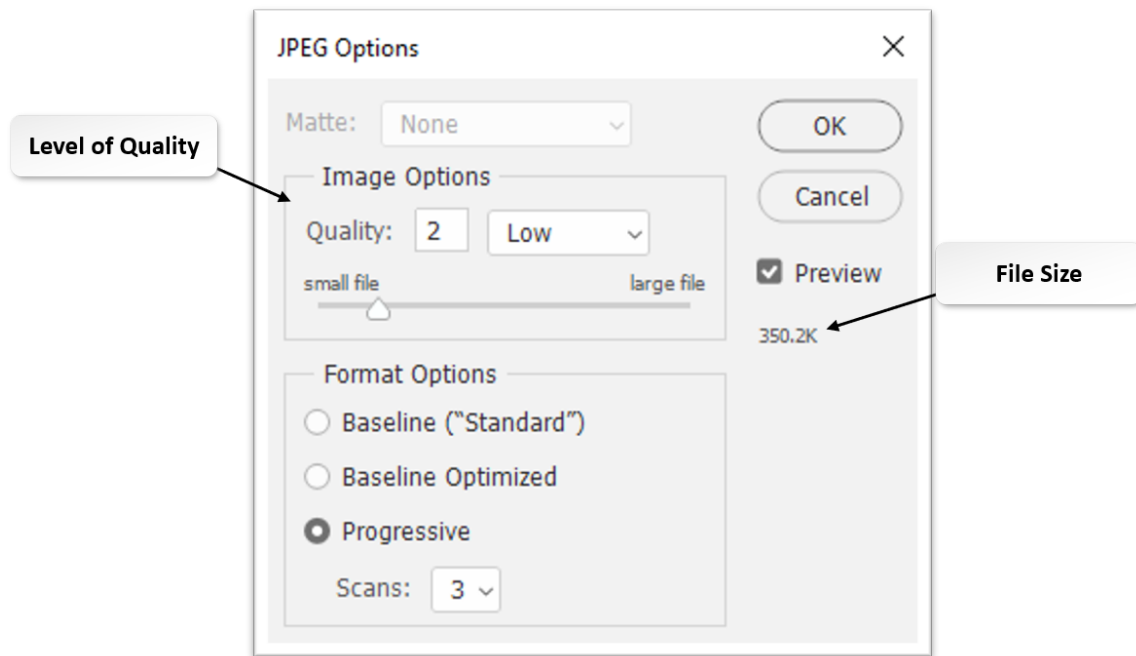 JPEG Options
Matte: None
OK
Level of Quality
Image Options
Cancel
Quality: 2 Low
Preview
File Size
small file large file
350.2K
Format Options
Baseline (“Standard”)
Baseline Optimized
Progressive
Scans: 3